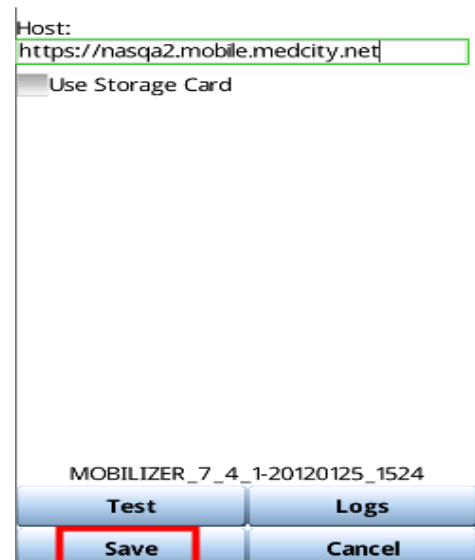 Host:
https://nasqa2.mobile.medcity.net
Use Storage Card
MOBILIZER_7_4_1-20120125_1524
Test Logs
Save Cancel